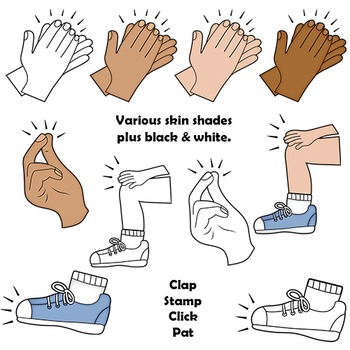 Various skin shades
plus black & white.
Clap
Stamp
Click
Pat